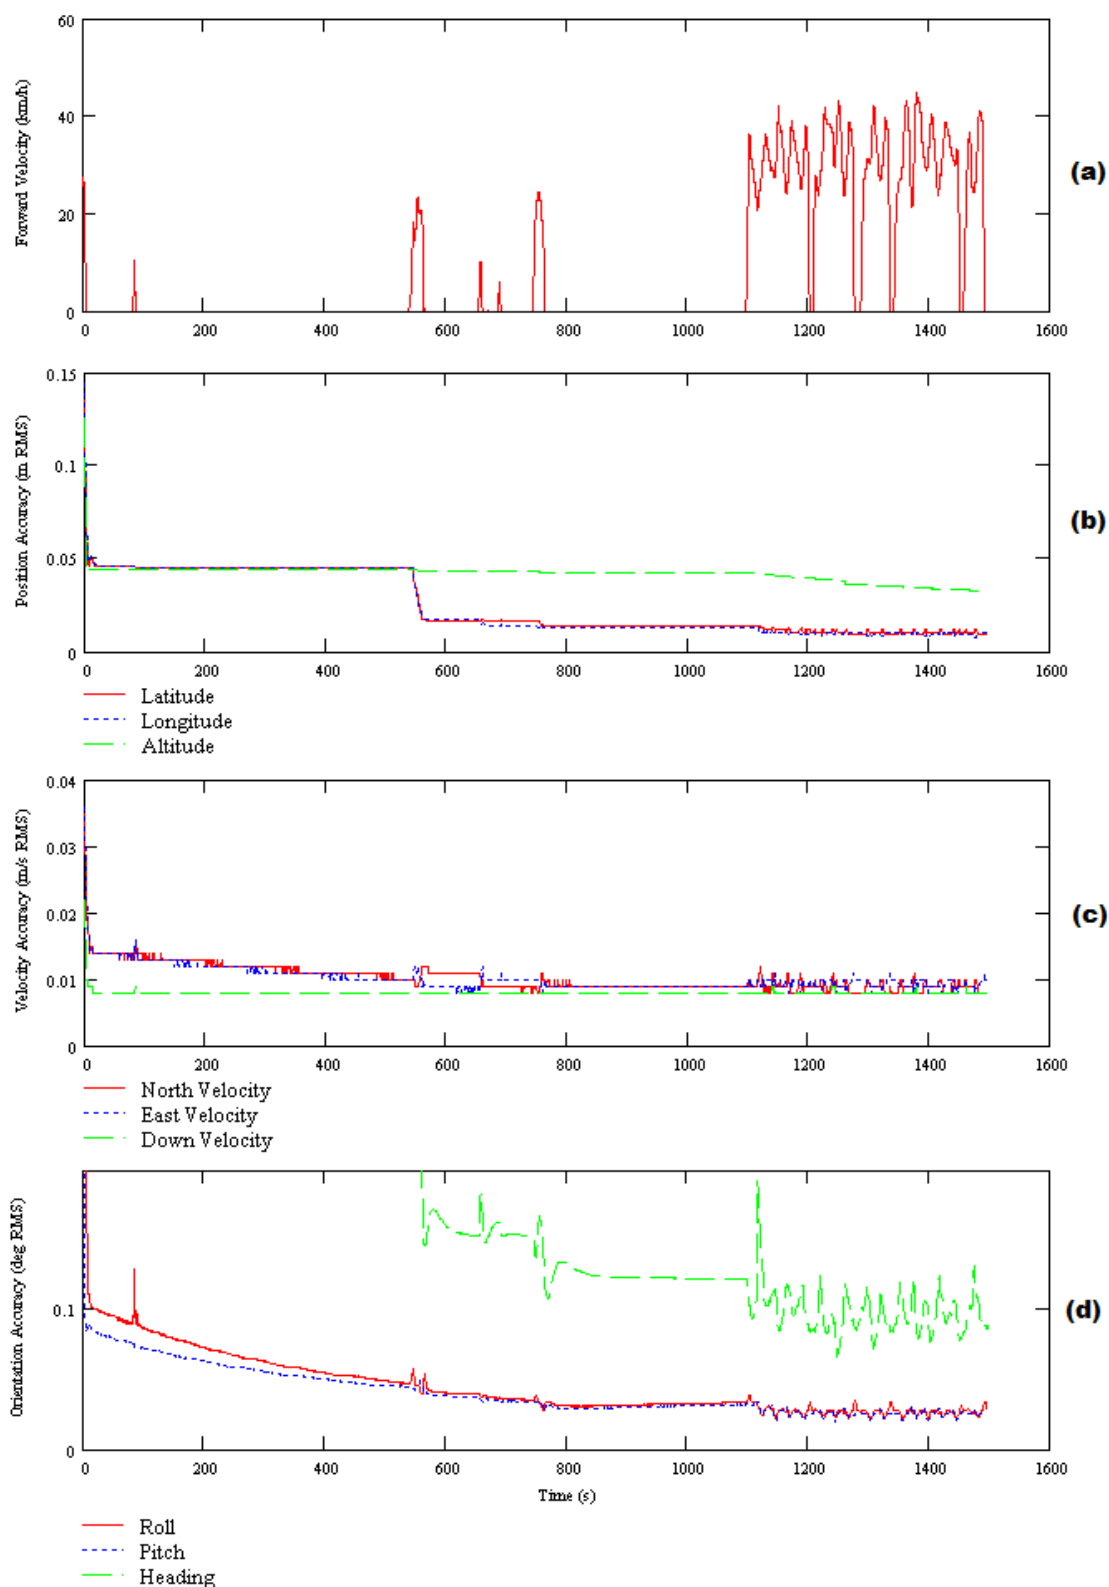 Forward Velocity (km/h)
60
40
20
0
0 200 400 600 800 1000 1200 1400 1600
(a)
Position Accuracy (m RMS)
0.15
0.1
0.05
0
0 200 400 600 800 1000 1200 1400 1600
(b)
Latitude
Longitude
Altitude
Velocity Accuracy (m/s RMS)
0.04
0.03
0.02
0.01
0
0 200 400 600 800 1000 1200 1400 1600
(c)
North Velocity
East Velocity
Down Velocity
Orientation Accuracy (deg RMS)
0.1
0
0 200 400 600 800 1000 1200 1400 1600
(d)
Time (s)
Roll
Pitch
Heading